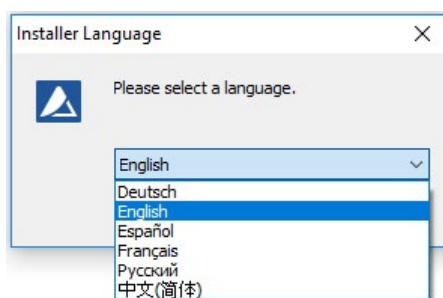 Installer Language
Please select a language.
English
Deutsch
English
Español
Français
Русский
中文(简体)